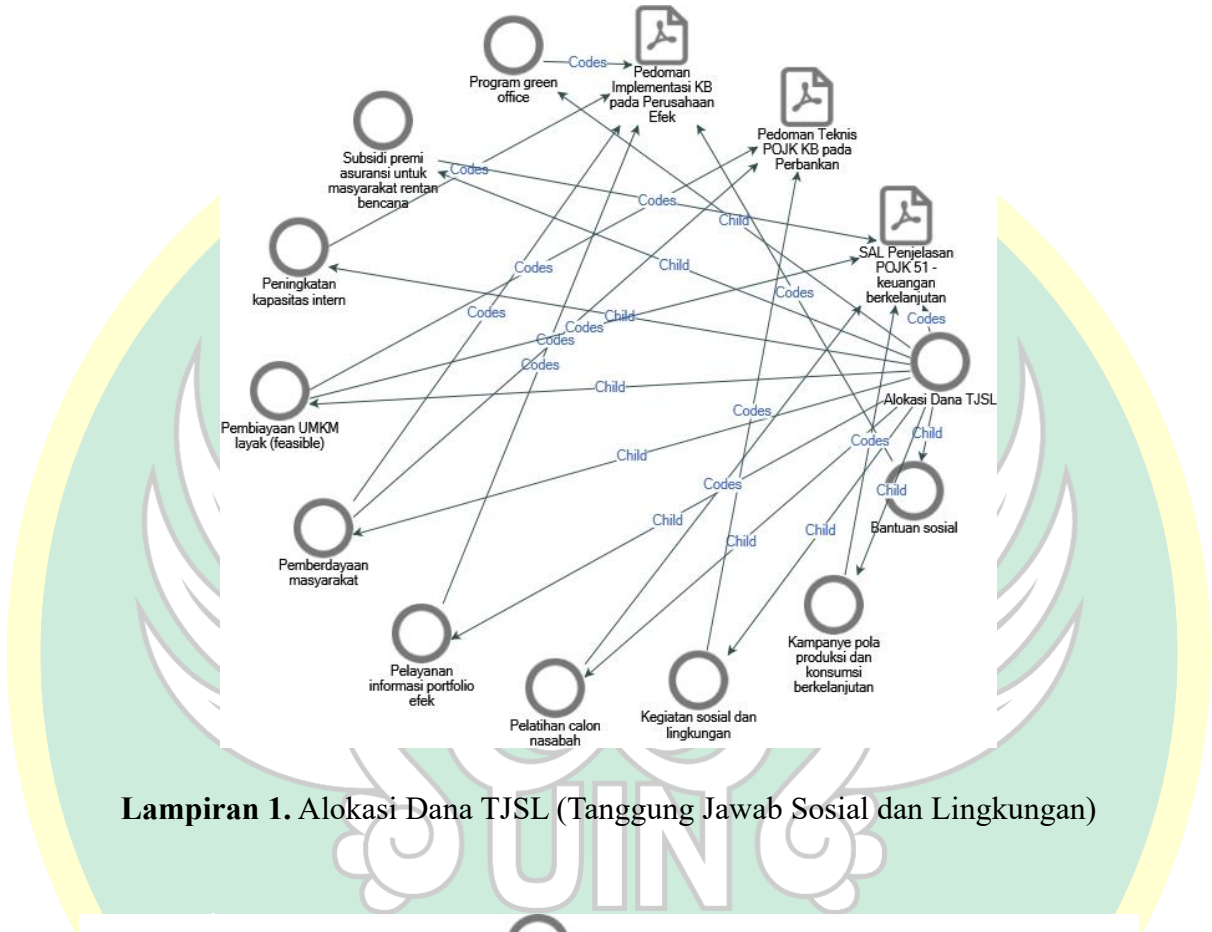 Codes
Program green
office
Pedoman
Implementasi KB
pada Perusahaan
Efek
Pedoman Teknis
POJK KB pada
Perbankan
Subsidi premi
asuransi untuk
masyarakat rentan
bencana
Codes
Codes
Child
SAL Penjelasan
POJK 51 -
keuangan
berkelanjutan
Peningkatan
kapasitas intern
Codes
Child
Codes
Codes
Child
Codes
Codes
Codes
Codes
Child
Alokasi Dana TJSL
Pembiayaan UMKM
layak (feasible)
Codes
Codes
Child
Child
Codes
Child
Bantuan sosial
Child
Child
Child
Pemberdayaan
masyarakat
Kampanye pola
produksi dan
konsumsi
berkelanjutan
Pelayanan
informasi portfolio
efek
Pelatihan calon
nasabah
Kegiatan sosial dan
lingkungan
Lampiran 1. Alokasi Dana TJSL (Tanggung Jawab Sosial dan Lingkungan)
UIN